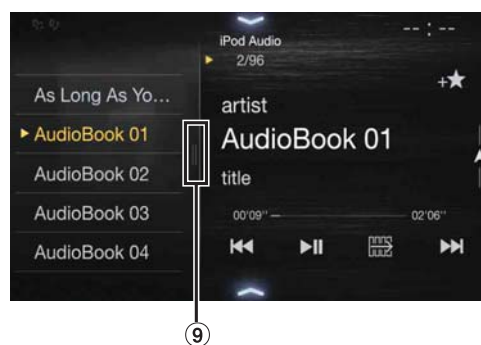 -- : --
iPod Audio
2/96
As Long As Yo...
AudioBook 01
AudioBook 02
AudioBook 03
AudioBook 04
+★
artist
AudioBook 01
title
00'09"
02'06"
9